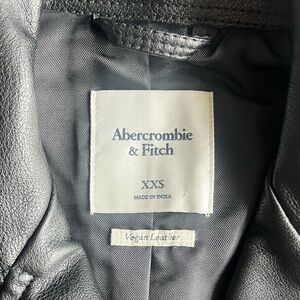 Abercrombie
& Fitch
XXS
MADE IN INDIA
Vegan Leather